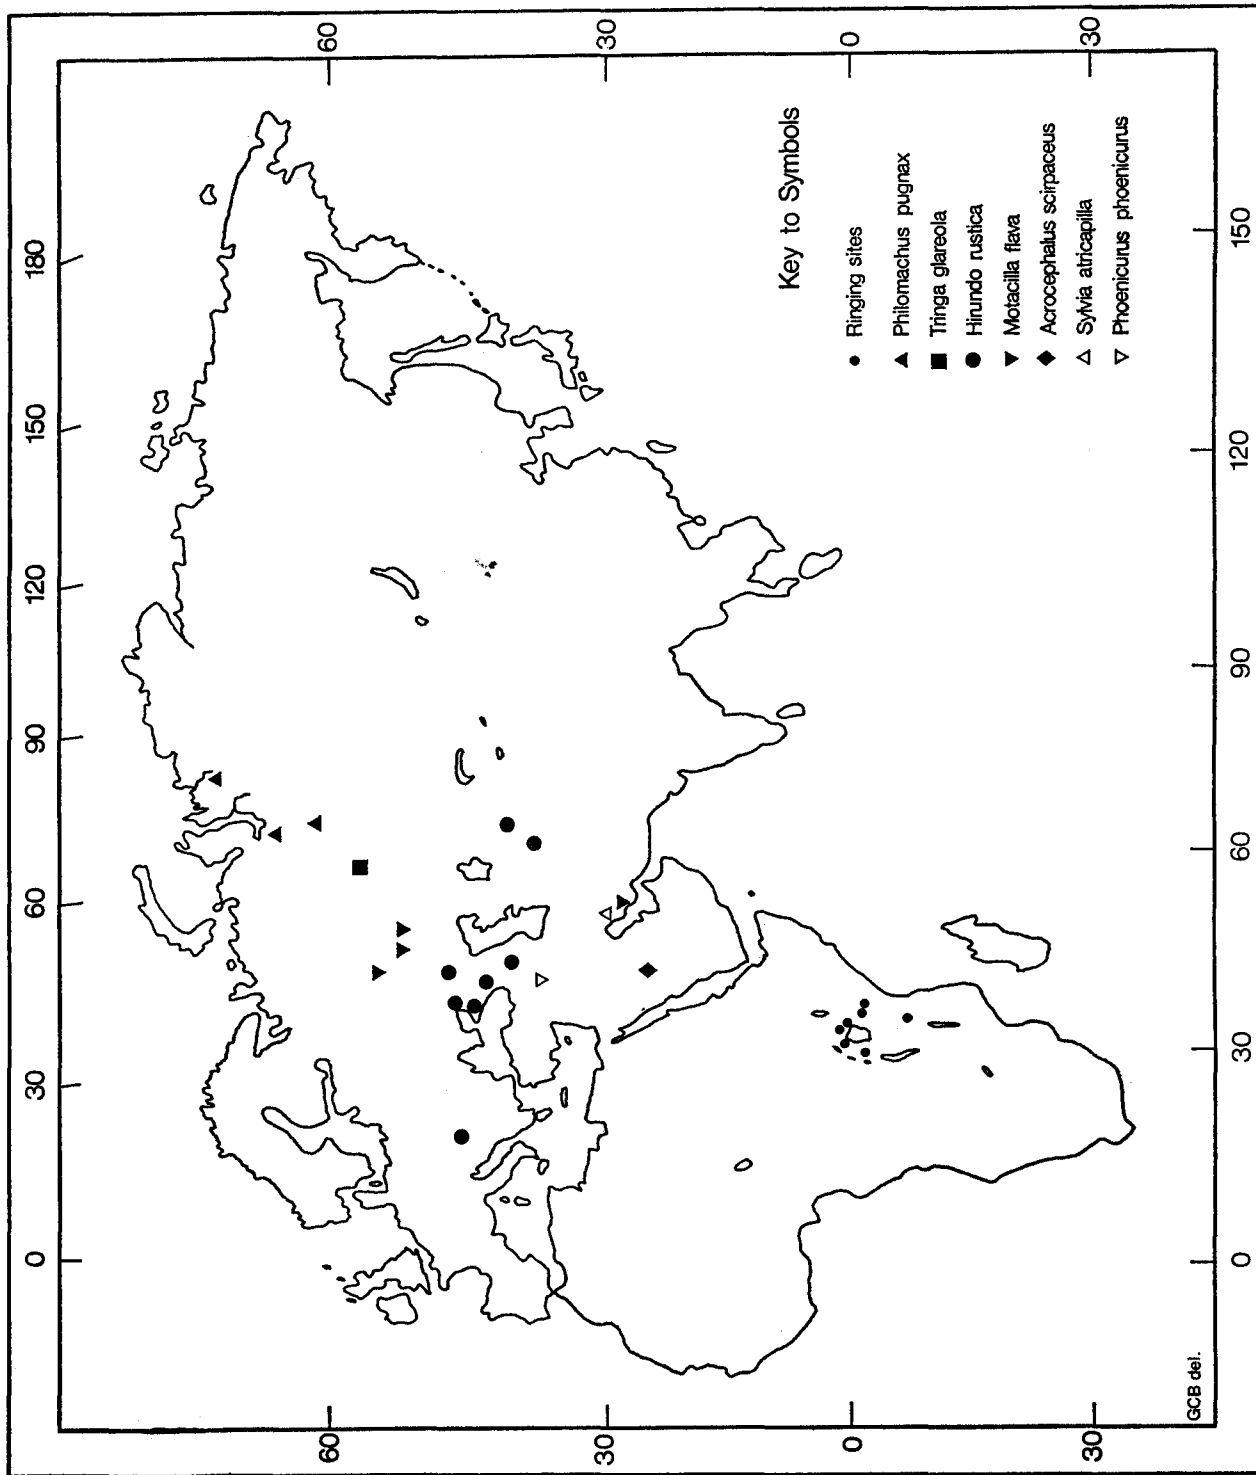 0
30
60
90
120
150
180
60
30
0
30
60
30
0
30
0
30
60
90
120
150
Key to Symbols
Ringing sites
Philomachus pugnax
Tringa glareola
Hirundo rustica
Motacilla flava
Acrocephalus scirpaceus
Sylvia atricapilla
Phoenicurus phoenicurus
GCB del.